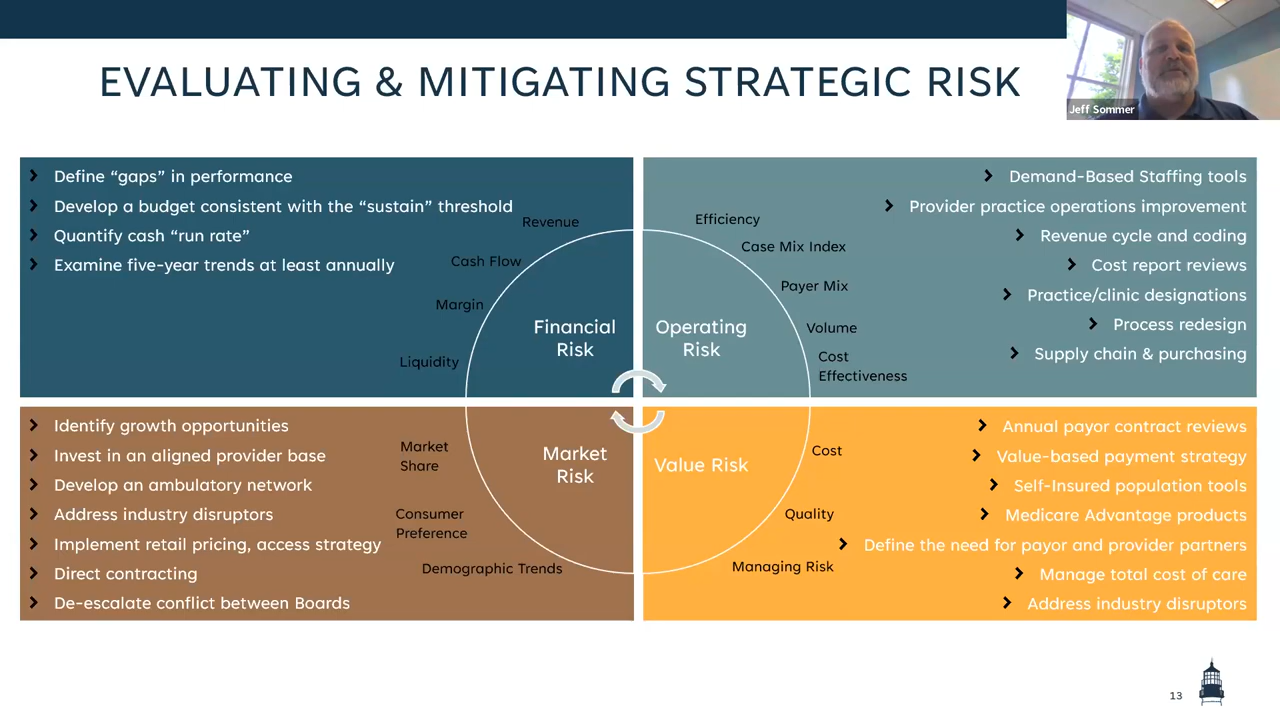 EVALUATING & MITIGATING STRATEGIC RISK
Jeff Sommer
Define “gaps” in performance
Develop a budget consistent with the “sustain” threshold
Quantify cash “run rate”
Examine five-year trends at least annually
Revenue
Cash Flow
Margin
Liquidity
Financial
Risk
Efficiency
Case Mix Index
Payer Mix
Volume
Cost
Effectiveness
Operating
Risk
Demand-Based Staffing tools
Provider practice operations improvement
Revenue cycle and coding
Cost report reviews
Practice/clinic designations
Process redesign
Supply chain & purchasing
Identify growth opportunities
Invest in an aligned provider base
Develop an ambulatory network
Address industry disruptors
Implement retail pricing, access strategy
Direct contracting
De-escalate conflict between Boards
Market
Share
Consumer
Preference
Demographic Trends
Market
Risk
Value Risk
Cost
Quality
Managing Risk
Annual payor contract reviews
Value-based payment strategy
Self-Insured population tools
Medicare Advantage products
Define the need for payor and provider partners
Manage total cost of care
Address industry disruptors
13